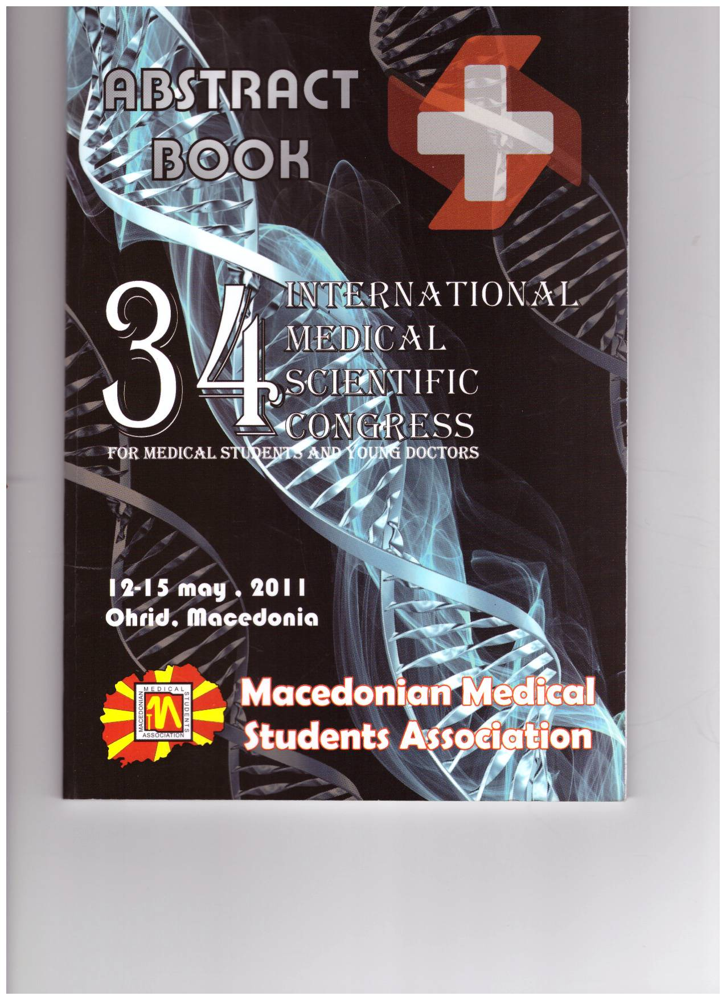 ABSTRACT
BOOK
34 INTERNATIONAL
MEDICAL
SCIENTIFIC
CONGRESS
FOR MEDICAL STUDENTS AND YOUNG DOCTORS
12-15 may , 2011
Ohrid, Macedonia
MACEDONIAN
MEDICAL
STUDENTS
ASSOCIATION
Macedonian Medical
Students Association